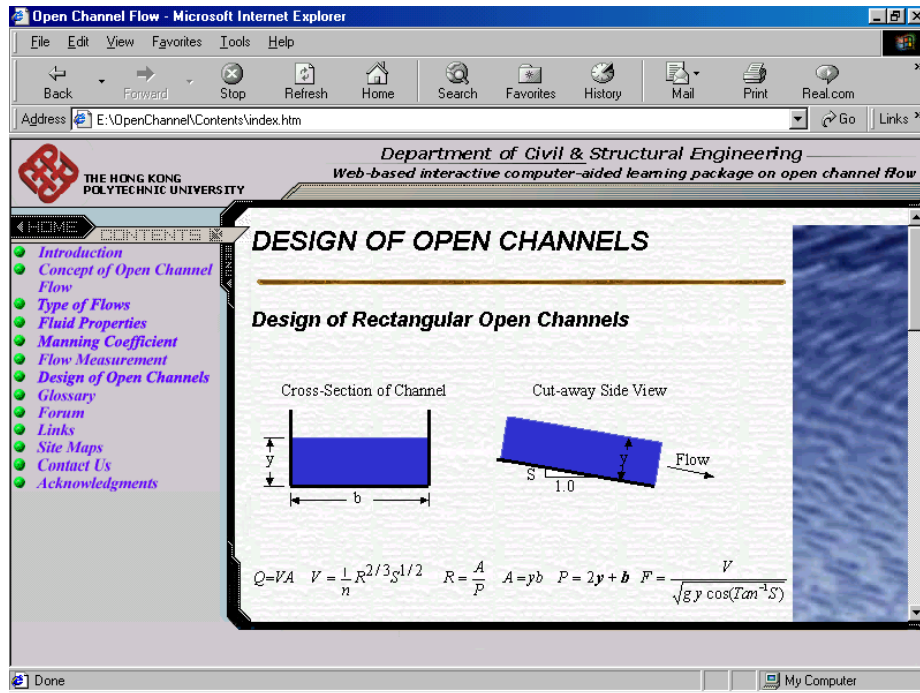 Open Channel Flow - Microsoft Internet Explorer
File Edit View Favorites Tools Help
Back Forward Stop Refresh Home Search Favorites History Mail Print Real.com
Address E:\OpenChannel\Contents\index.htm Go Links
THE HONG KONG
POLYTECHNIC UNIVERSITY
Department of Civil & Structural Engineering
Web-based interactive computer-aided learning package on open channel flow
HOME
CONTENTS
Introduction
Concept of Open Channel
Flow
Type of Flows
Fluid Properties
Manning Coefficient
Flow Measurement
Design of Open Channels
Glossary
Forum
Links
Site Maps
Contact Us
Acknowledgments
DESIGN OF OPEN CHANNELS
Design of Rectangular Open Channels
Cross-Section of Channel
y
b
Cut-away Side View
y
S
1.0
Flow
Q=VA V = 1/n R^2/3 S^1/2 R = A/P A = yb P = 2y + b F = V/√g y cos(Tan^-1 S)
Done My Computer